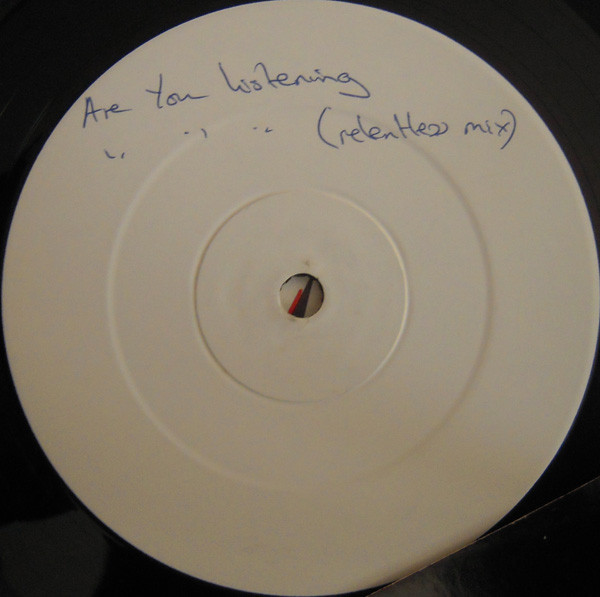 Are You Listening
" " " (relentless mix)